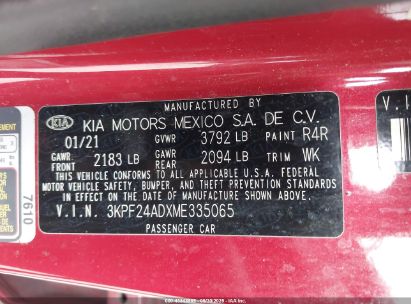 MANUFACTURED BY
KIA KIA MOTORS MEXICO S.A. DE C.V.
01/21 GVWR 3792 LB PAINT R4R
GAWR FRONT 2183 LB GAWR REAR 2094 LB TRIM WK
THIS VEHICLE CONFORMS TO ALL APPLICABLE U.S.A. FEDERAL
MOTOR VEHICLE SAFETY, BUMPER, AND THEFT PREVENTION STANDARDS
IN EFFECT ON THE DATE OF MANUFACTURE SHOWN ABOVE.
V.I.N. 3KPF24ADXME335065
PASSENGER CAR
7610
V.I.